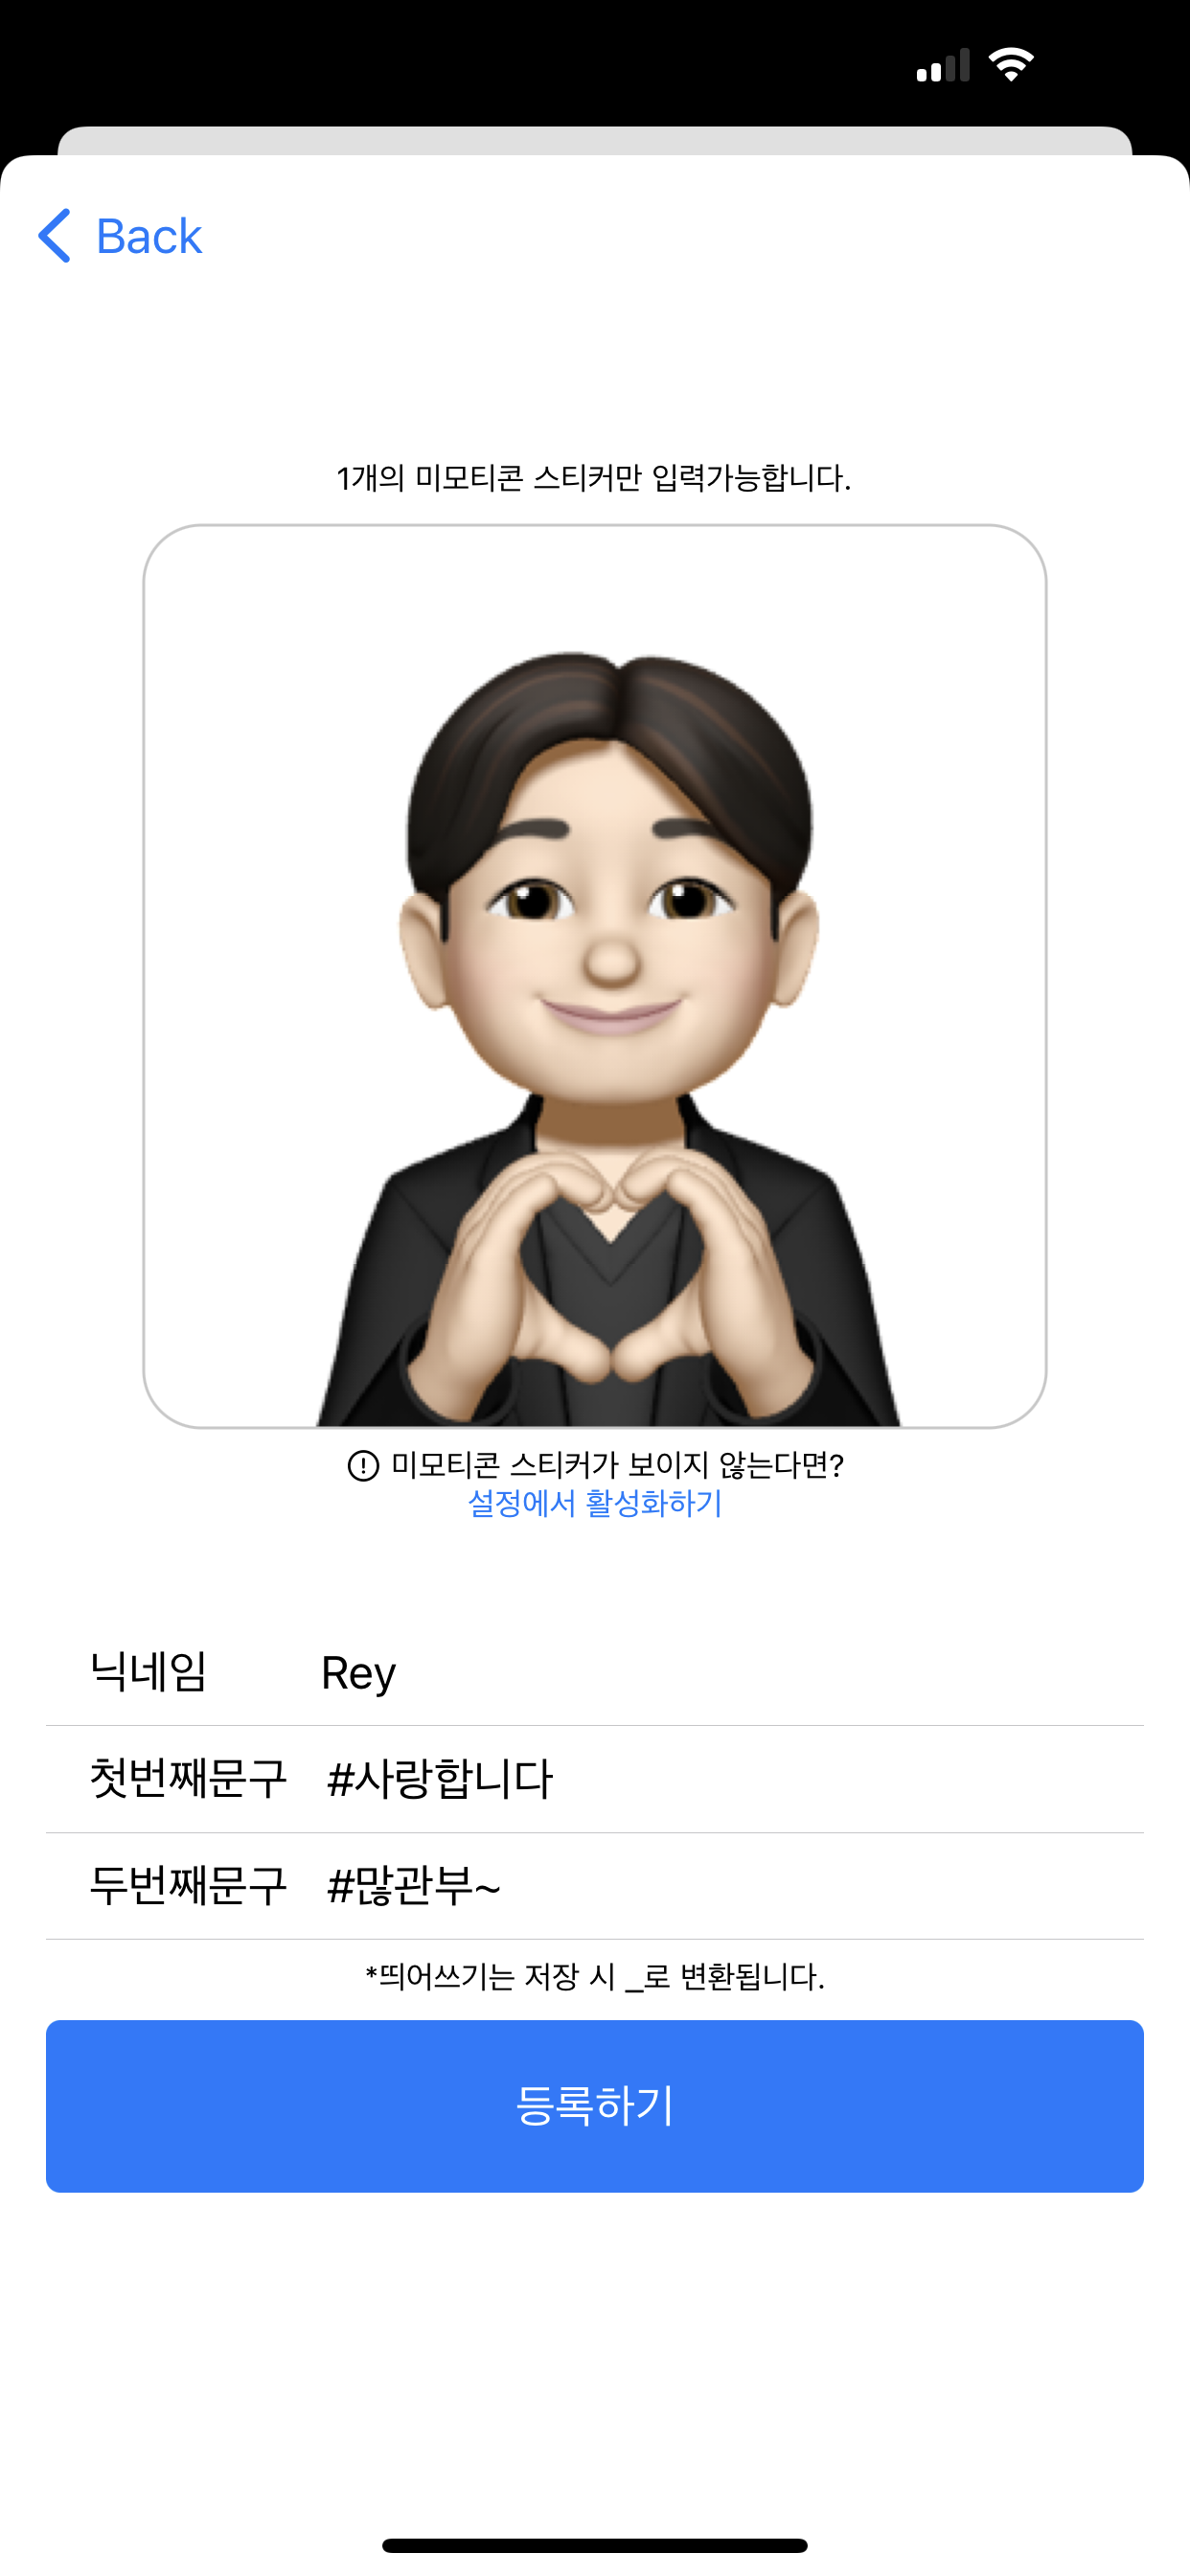 Back
1개의 미모티콘 스티커만 입력가능합니다.
미모티콘 스티커가 보이지 않는다면?
설정에서 활성화하기
닉네임 Rey
첫번째문구 #사랑합니다
두번째문구 #많관부~
*띄어쓰기는 저장 시 _로 변환됩니다.
등록하기